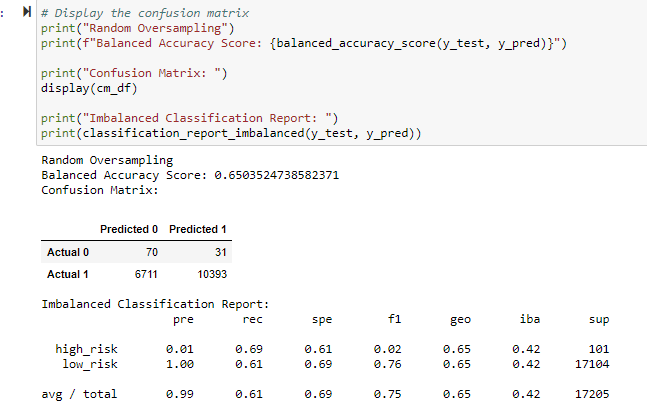 :
# Display the confusion matrix
print("Random Oversampling")
print(f"Balanced Accuracy Score: {balanced_accuracy_score(y_test, y_pred)}")
print("Confusion Matrix: ")
display(cm_df)
print("Imbalanced Classification Report: ")
print(classification_report_imbalanced(y_test, y_pred))
Random Oversampling
Balanced Accuracy Score: 0.6503524738582371
Confusion Matrix:
Predicted 0 Predicted 1
Actual 0 70 31
Actual 1 6711 10393
Imbalanced Classification Report:
pre rec spe f1 geo iba sup
high_risk 0.01 0.69 0.61 0.02 0.65 0.42 101
low_risk 1.00 0.61 0.69 0.76 0.65 0.42 17104
avg / total 0.99 0.61 0.69 0.75 0.65 0.42 17205